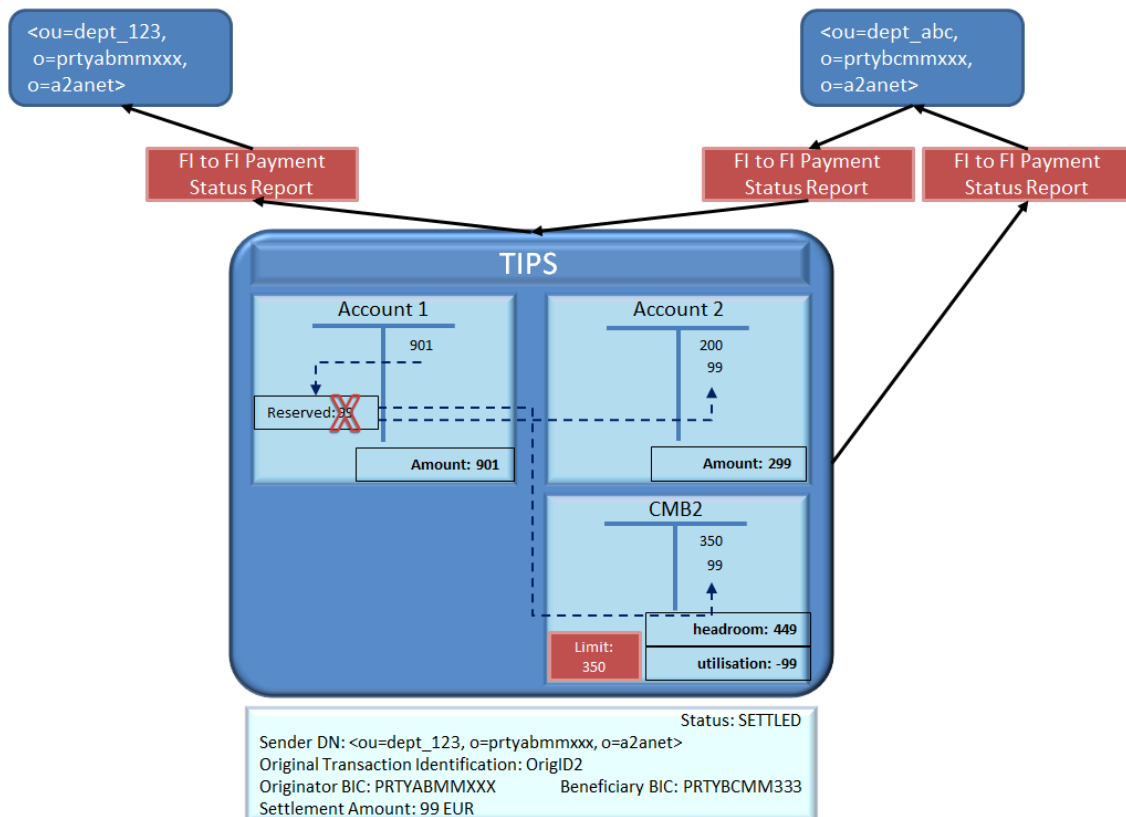 <ou=dept_123,
o=prtyabmmxxx,
o=a2anet>
<ou=dept_abc,
o=prtybcmmxxx,
o=a2anet>
FI to FI Payment
Status Report
FI to FI Payment
Status Report
FI to FI Payment
Status Report
TIPS
Account 1
901
Reserved: 99
X
Amount: 901
Account 2
200
99
Amount: 299
CMB2
350
99
headroom: 449
Limit:
350
utilisation: -99
Status: SETTLED
Sender DN: <ou=dept_123, o=prtyabmmxxx, o=a2anet>
Original Transaction Identification: OrigID2
Originator BIC: PRTYABMMXXX Beneficiary BIC: PRTYBCMM333
Settlement Amount: 99 EUR